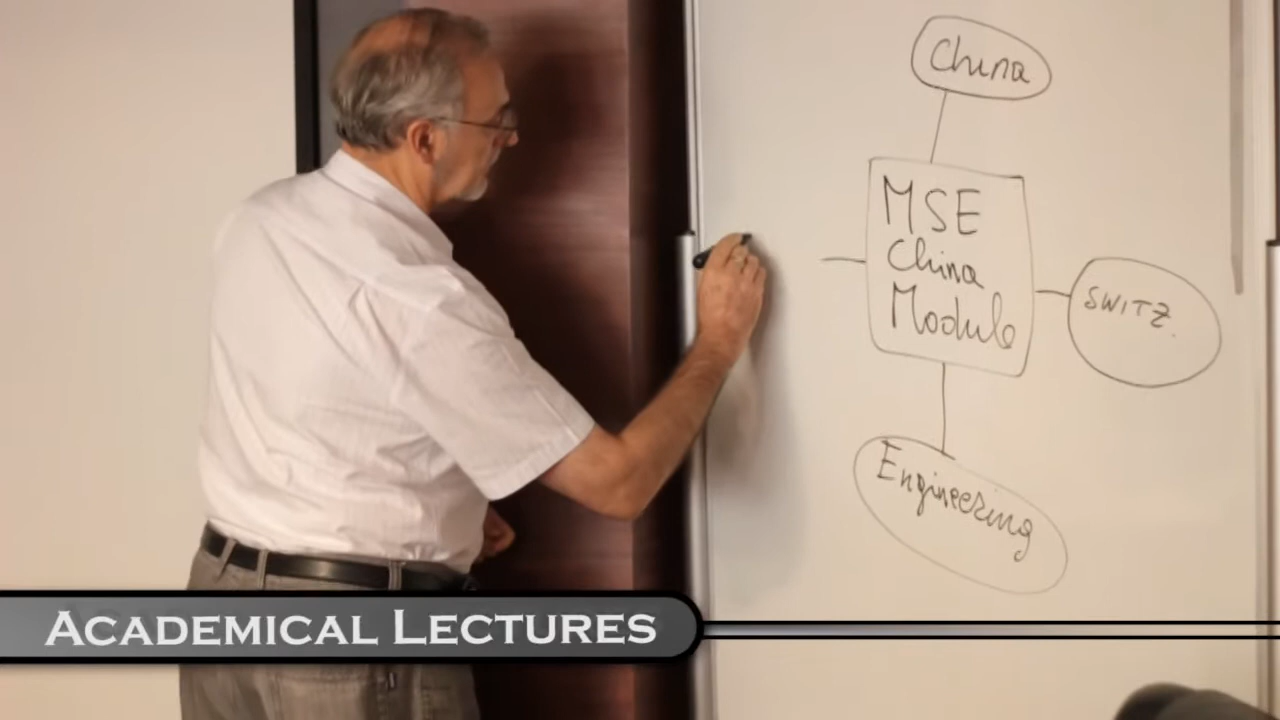 China
MSE
China
Module
SWITZ.
Engineering
ACADEMICAL LECTURES